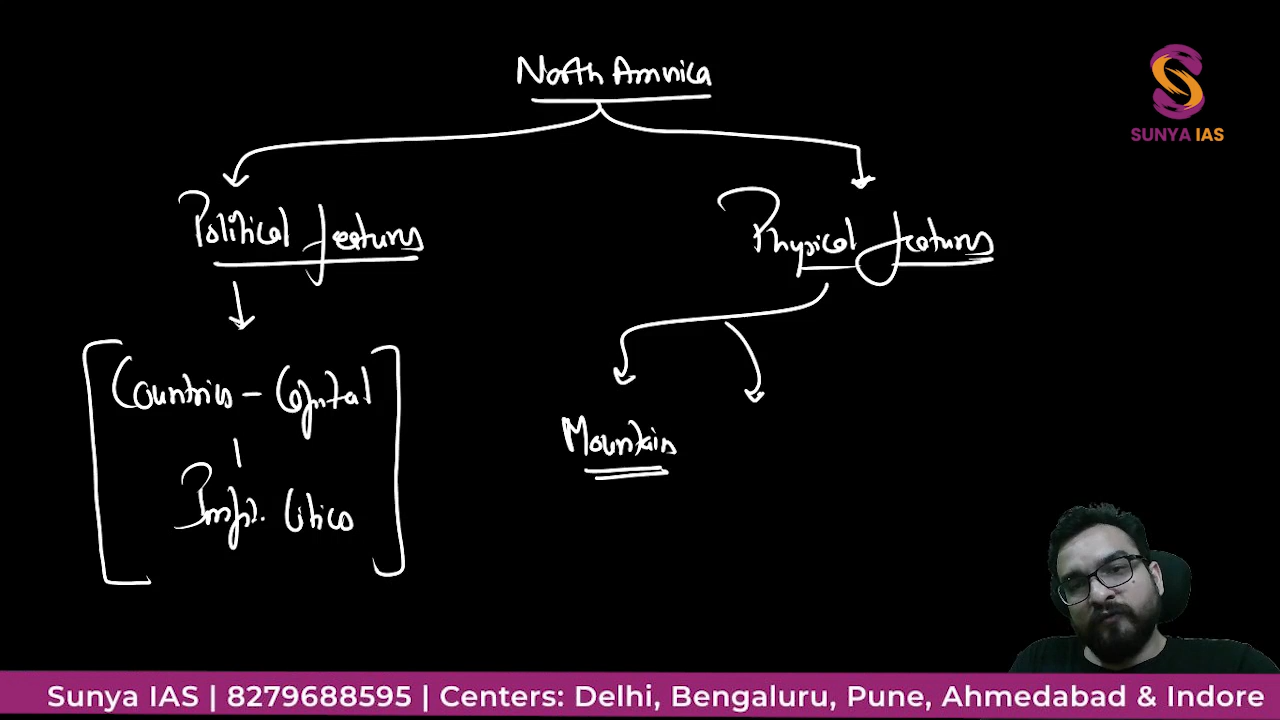 North America
SUNYA IAS
Political features
Physical features
Countries - Capital
Mountain
Imp. Cities
Sunya IAS | 8279688595 | Centers: Delhi, Bengaluru, Pune, Ahmedabad & Indore